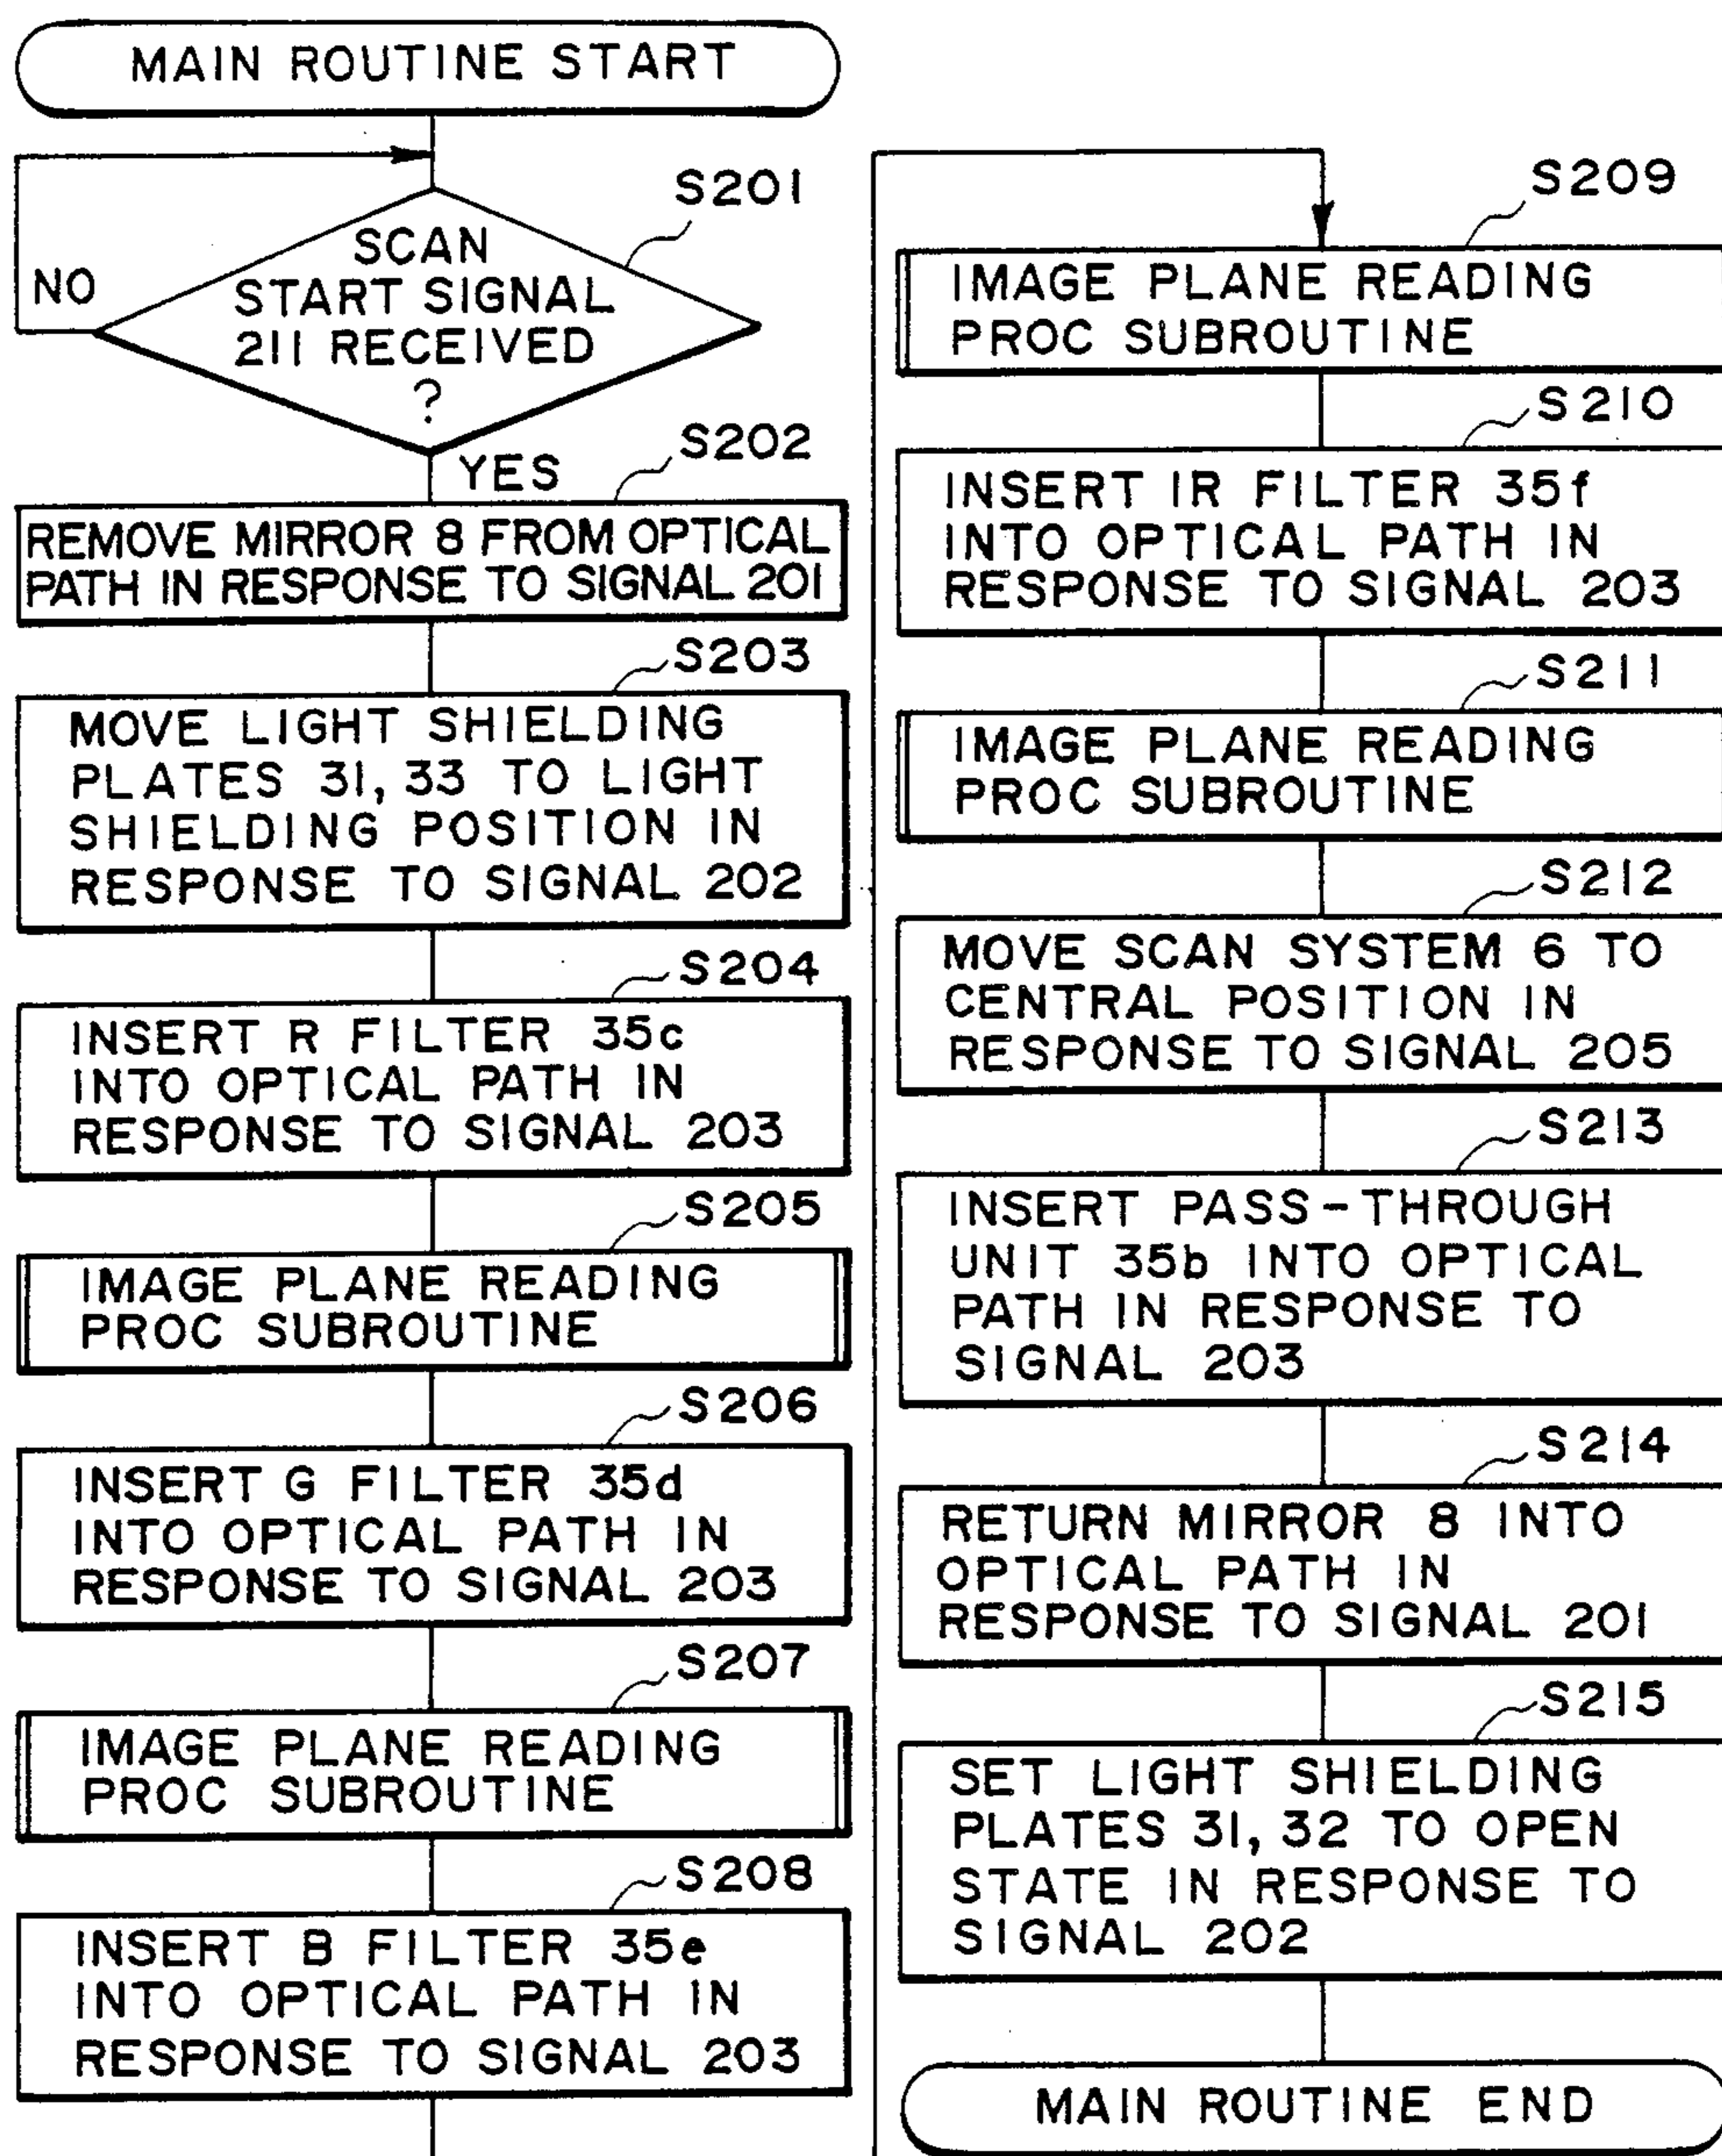 MAIN ROUTINE START
S201
SCAN
START SIGNAL
211 RECEIVED
?
NO
YES
S202
REMOVE MIRROR 8 FROM OPTICAL
PATH IN RESPONSE TO SIGNAL 201
S203
MOVE LIGHT SHIELDING
PLATES 31, 33 TO LIGHT
SHIELDING POSITION IN
RESPONSE TO SIGNAL 202
S204
INSERT R FILTER 35c
INTO OPTICAL PATH IN
RESPONSE TO SIGNAL 203
S205
IMAGE PLANE READING
PROC SUBROUTINE
S206
INSERT G FILTER 35d
INTO OPTICAL PATH IN
RESPONSE TO SIGNAL 203
S207
IMAGE PLANE READING
PROC SUBROUTINE
S208
INSERT B FILTER 35e
INTO OPTICAL PATH IN
RESPONSE TO SIGNAL 203
S209
IMAGE PLANE READING
PROC SUBROUTINE
S210
INSERT IR FILTER 35f
INTO OPTICAL PATH IN
RESPONSE TO SIGNAL 203
S211
IMAGE PLANE READING
PROC SUBROUTINE
S212
MOVE SCAN SYSTEM 6 TO
CENTRAL POSITION IN
RESPONSE TO SIGNAL 205
S213
INSERT PASS-THROUGH
UNIT 35b INTO OPTICAL
PATH IN RESPONSE TO
SIGNAL 203
S214
RETURN MIRROR 8 INTO
OPTICAL PATH IN
RESPONSE TO SIGNAL 201
S215
SET LIGHT SHIELDING
PLATES 31, 32 TO OPEN
STATE IN RESPONSE TO
SIGNAL 202
MAIN ROUTINE END